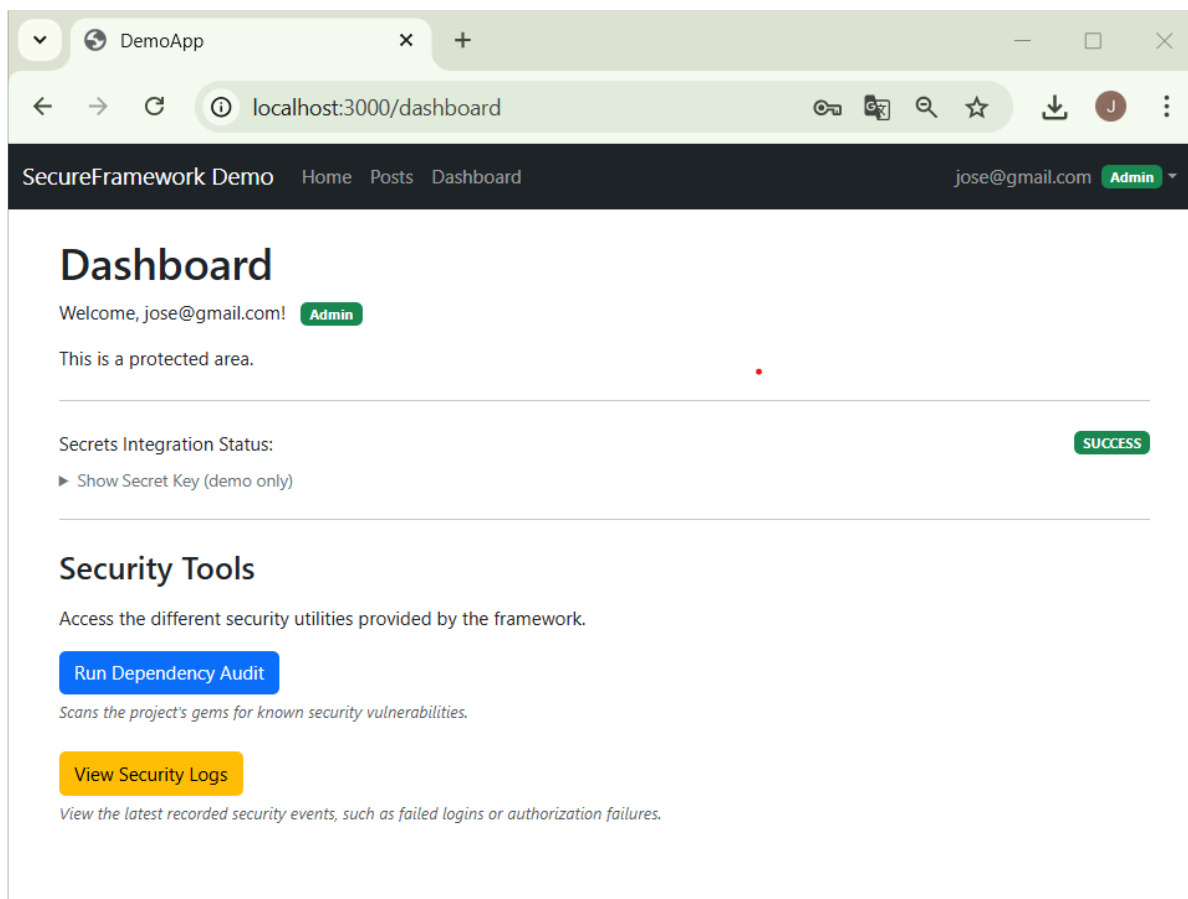 DemoApp
localhost:3000/dashboard
J
SecureFramework Demo Home Posts Dashboard jose@gmail.com Admin
Dashboard
Welcome, jose@gmail.com! Admin
This is a protected area.
Secrets Integration Status: SUCCESS
Show Secret Key (demo only)
Security Tools
Access the different security utilities provided by the framework.
Run Dependency Audit
Scans the project's gems for known security vulnerabilities.
View Security Logs
View the latest recorded security events, such as failed logins or authorization failures.